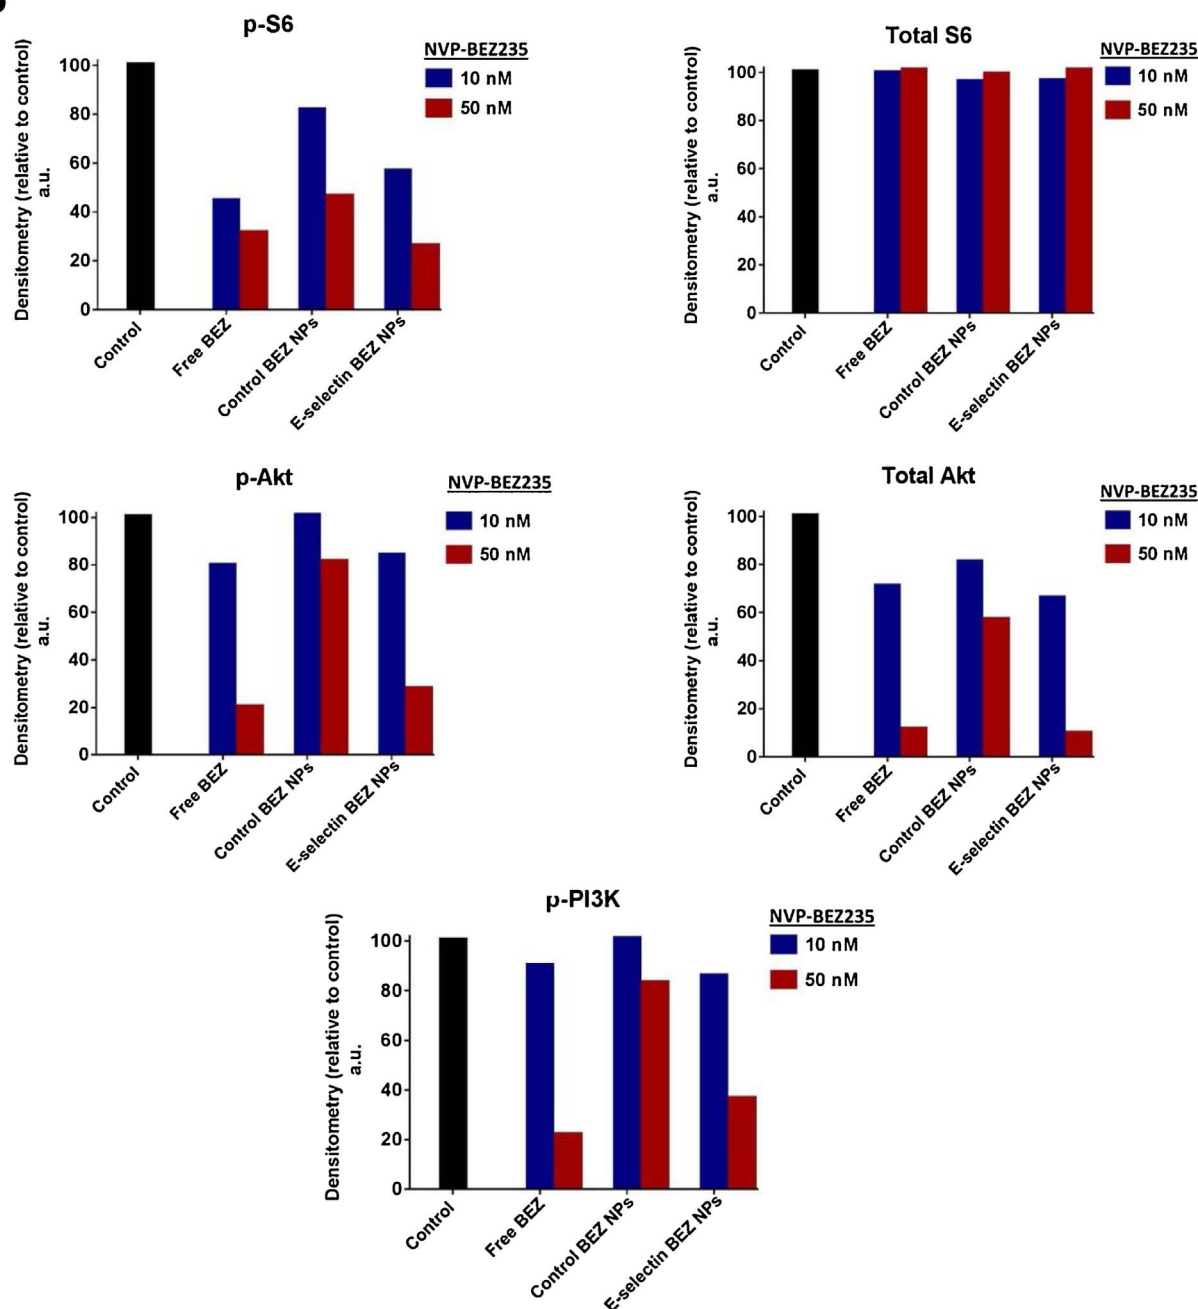 p-S6
NVP-BEZ235
10 nM
50 nM
Densitometry (relative to control)
a.u.
100
80
60
40
20
0
Control
Free BEZ
Control BEZ NPs
E-selectin BEZ NPs
Total S6
NVP-BEZ235
10 nM
50 nM
Densitometry (relative to control)
a.u.
100
80
60
40
20
0
Control
Free BEZ
Control BEZ NPs
E-selectin BEZ NPs
p-Akt
NVP-BEZ235
10 nM
50 nM
Densitometry (relative to control)
a.u.
100
80
60
40
20
0
Control
Free BEZ
Control BEZ NPs
E-selectin BEZ NPs
Total Akt
NVP-BEZ235
10 nM
50 nM
Densitometry (relative to control)
a.u.
100
80
60
40
20
0
Control
Free BEZ
Control BEZ NPs
E-selectin BEZ NPs
p-PI3K
NVP-BEZ235
10 nM
50 nM
Densitometry (relative to control)
a.u.
100
80
60
40
20
0
Control
Free BEZ
Control BEZ NPs
E-selectin BEZ NPs